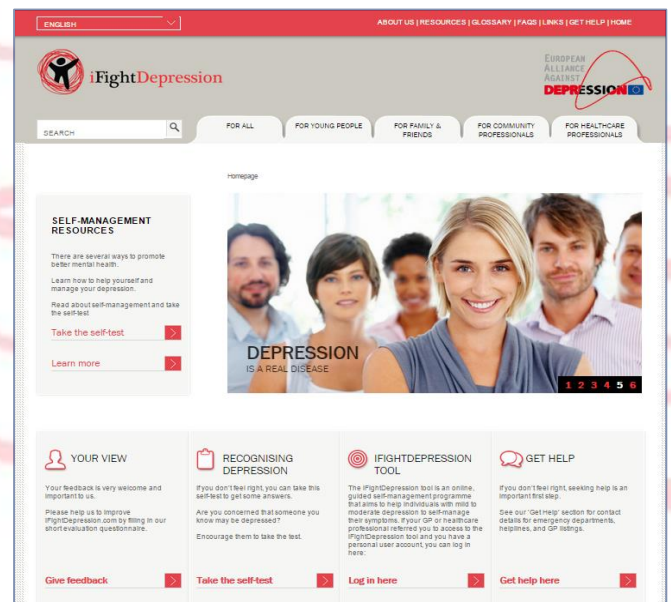 ENGLISH
ABOUT US | RESOURCES | GLOSSARY | FAQS | LINKS | GET HELP | HOME
iFightDepression
EUROPEAN
ALLIANCE
AGAINST
DEPRESSION
SEARCH
FOR ALL
FOR YOUNG PEOPLE
FOR FAMILY &
FRIENDS
FOR COMMUNITY
PROFESSIONALS
FOR HEALTHCARE
PROFESSIONALS
Homepage
SELF-MANAGEMENT
RESOURCES
There are several ways to promote
better mental health.
Learn how to help yourself and
manage your depression.
Read about self-management and take
the self-test
Take the self-test
Learn more
DEPRESSION
IS A REAL DISEASE
1 2 3 4 5 6
YOUR VIEW
Your feedback is very welcome and
important to us.
Please help us to improve
iFightDepression.com by filling in our
short evaluation questionnaire.
Give feedback
RECOGNISING
DEPRESSION
If you don't feel right, you can take this
self-test to get some answers.
Are you concerned that someone you
know may be depressed?
Encourage them to take the test.
Take the self-test
IFIGHTDEPRESSION
TOOL
The iFightDepression tool is an online,
guided self-management programme
that aims to help individuals with mild to
moderate depression to self-manage
their symptoms. If your GP or healthcare
professional referred you to access to the
iFightDepression tool and you have a
personal user account, you can log in
here:
Log in here
GET HELP
If you don't feel right, seeking help is an
important first step.
See our 'Get Help' section for contact
details for emergency departments,
helplines, and GP listings.
Get help here